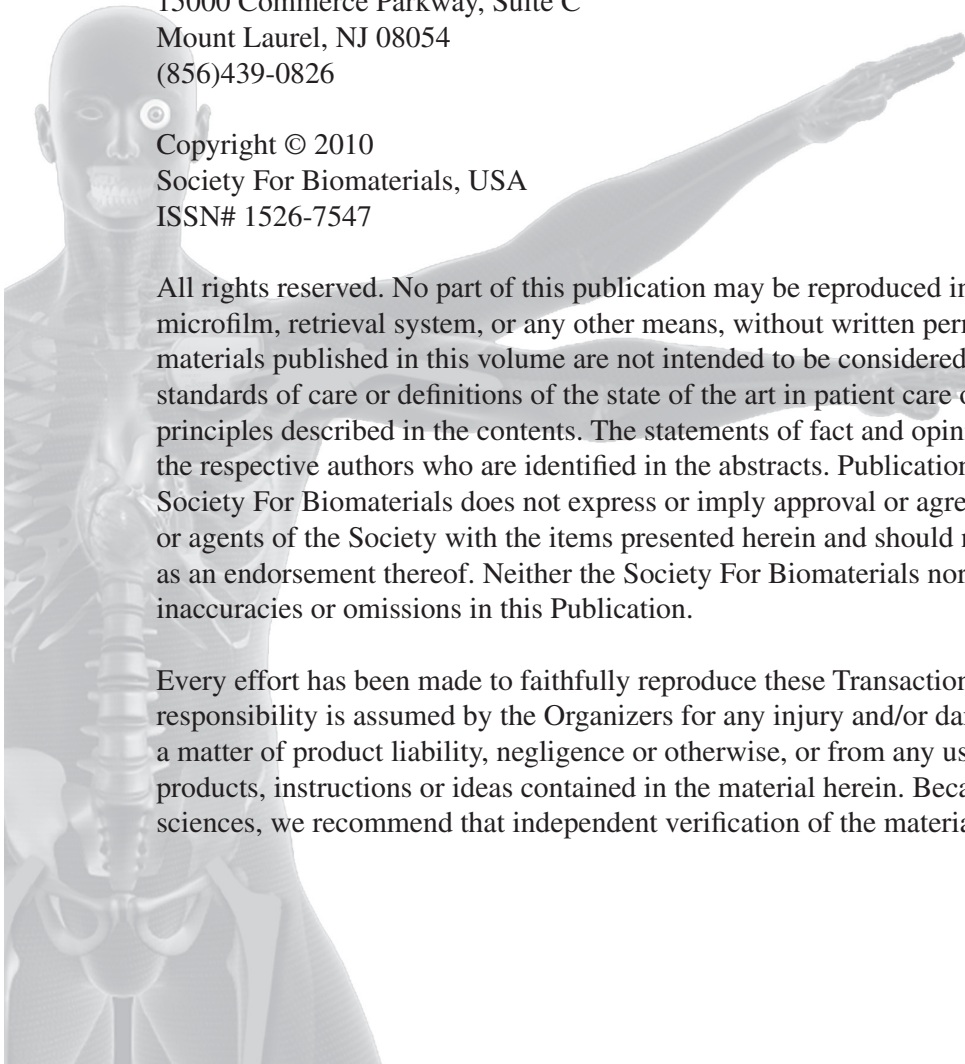 15000 Commerce Parkway, Suite C
Mount Laurel, NJ 08054
(856)439-0826
Copyright © 2010
Society For Biomaterials, USA
ISSN# 1526-7547
All rights reserved. No part of this publication may be reproduced in
microfilm, retrieval system, or any other means, without written
materials published in this volume are not intended to be considered
standards of care or definitions of the state of the art in patient care
principles described in the contents. The statements of fact and
the respective authors who are identified in the abstracts. Publication
Society For Biomaterials does not express or imply approval or
or agents of the Society with the items presented herein and should
as an endorsement thereof. Neither the Society For Biomaterials nor
inaccuracies or omissions in this Publication.
Every effort has been made to faithfully reproduce these
responsibility is assumed by the Organizers for any injury and/or
a matter of product liability, negligence or otherwise, or from any
products, instructions or ideas contained in the material herein.
sciences, we recommend that independent verification of the